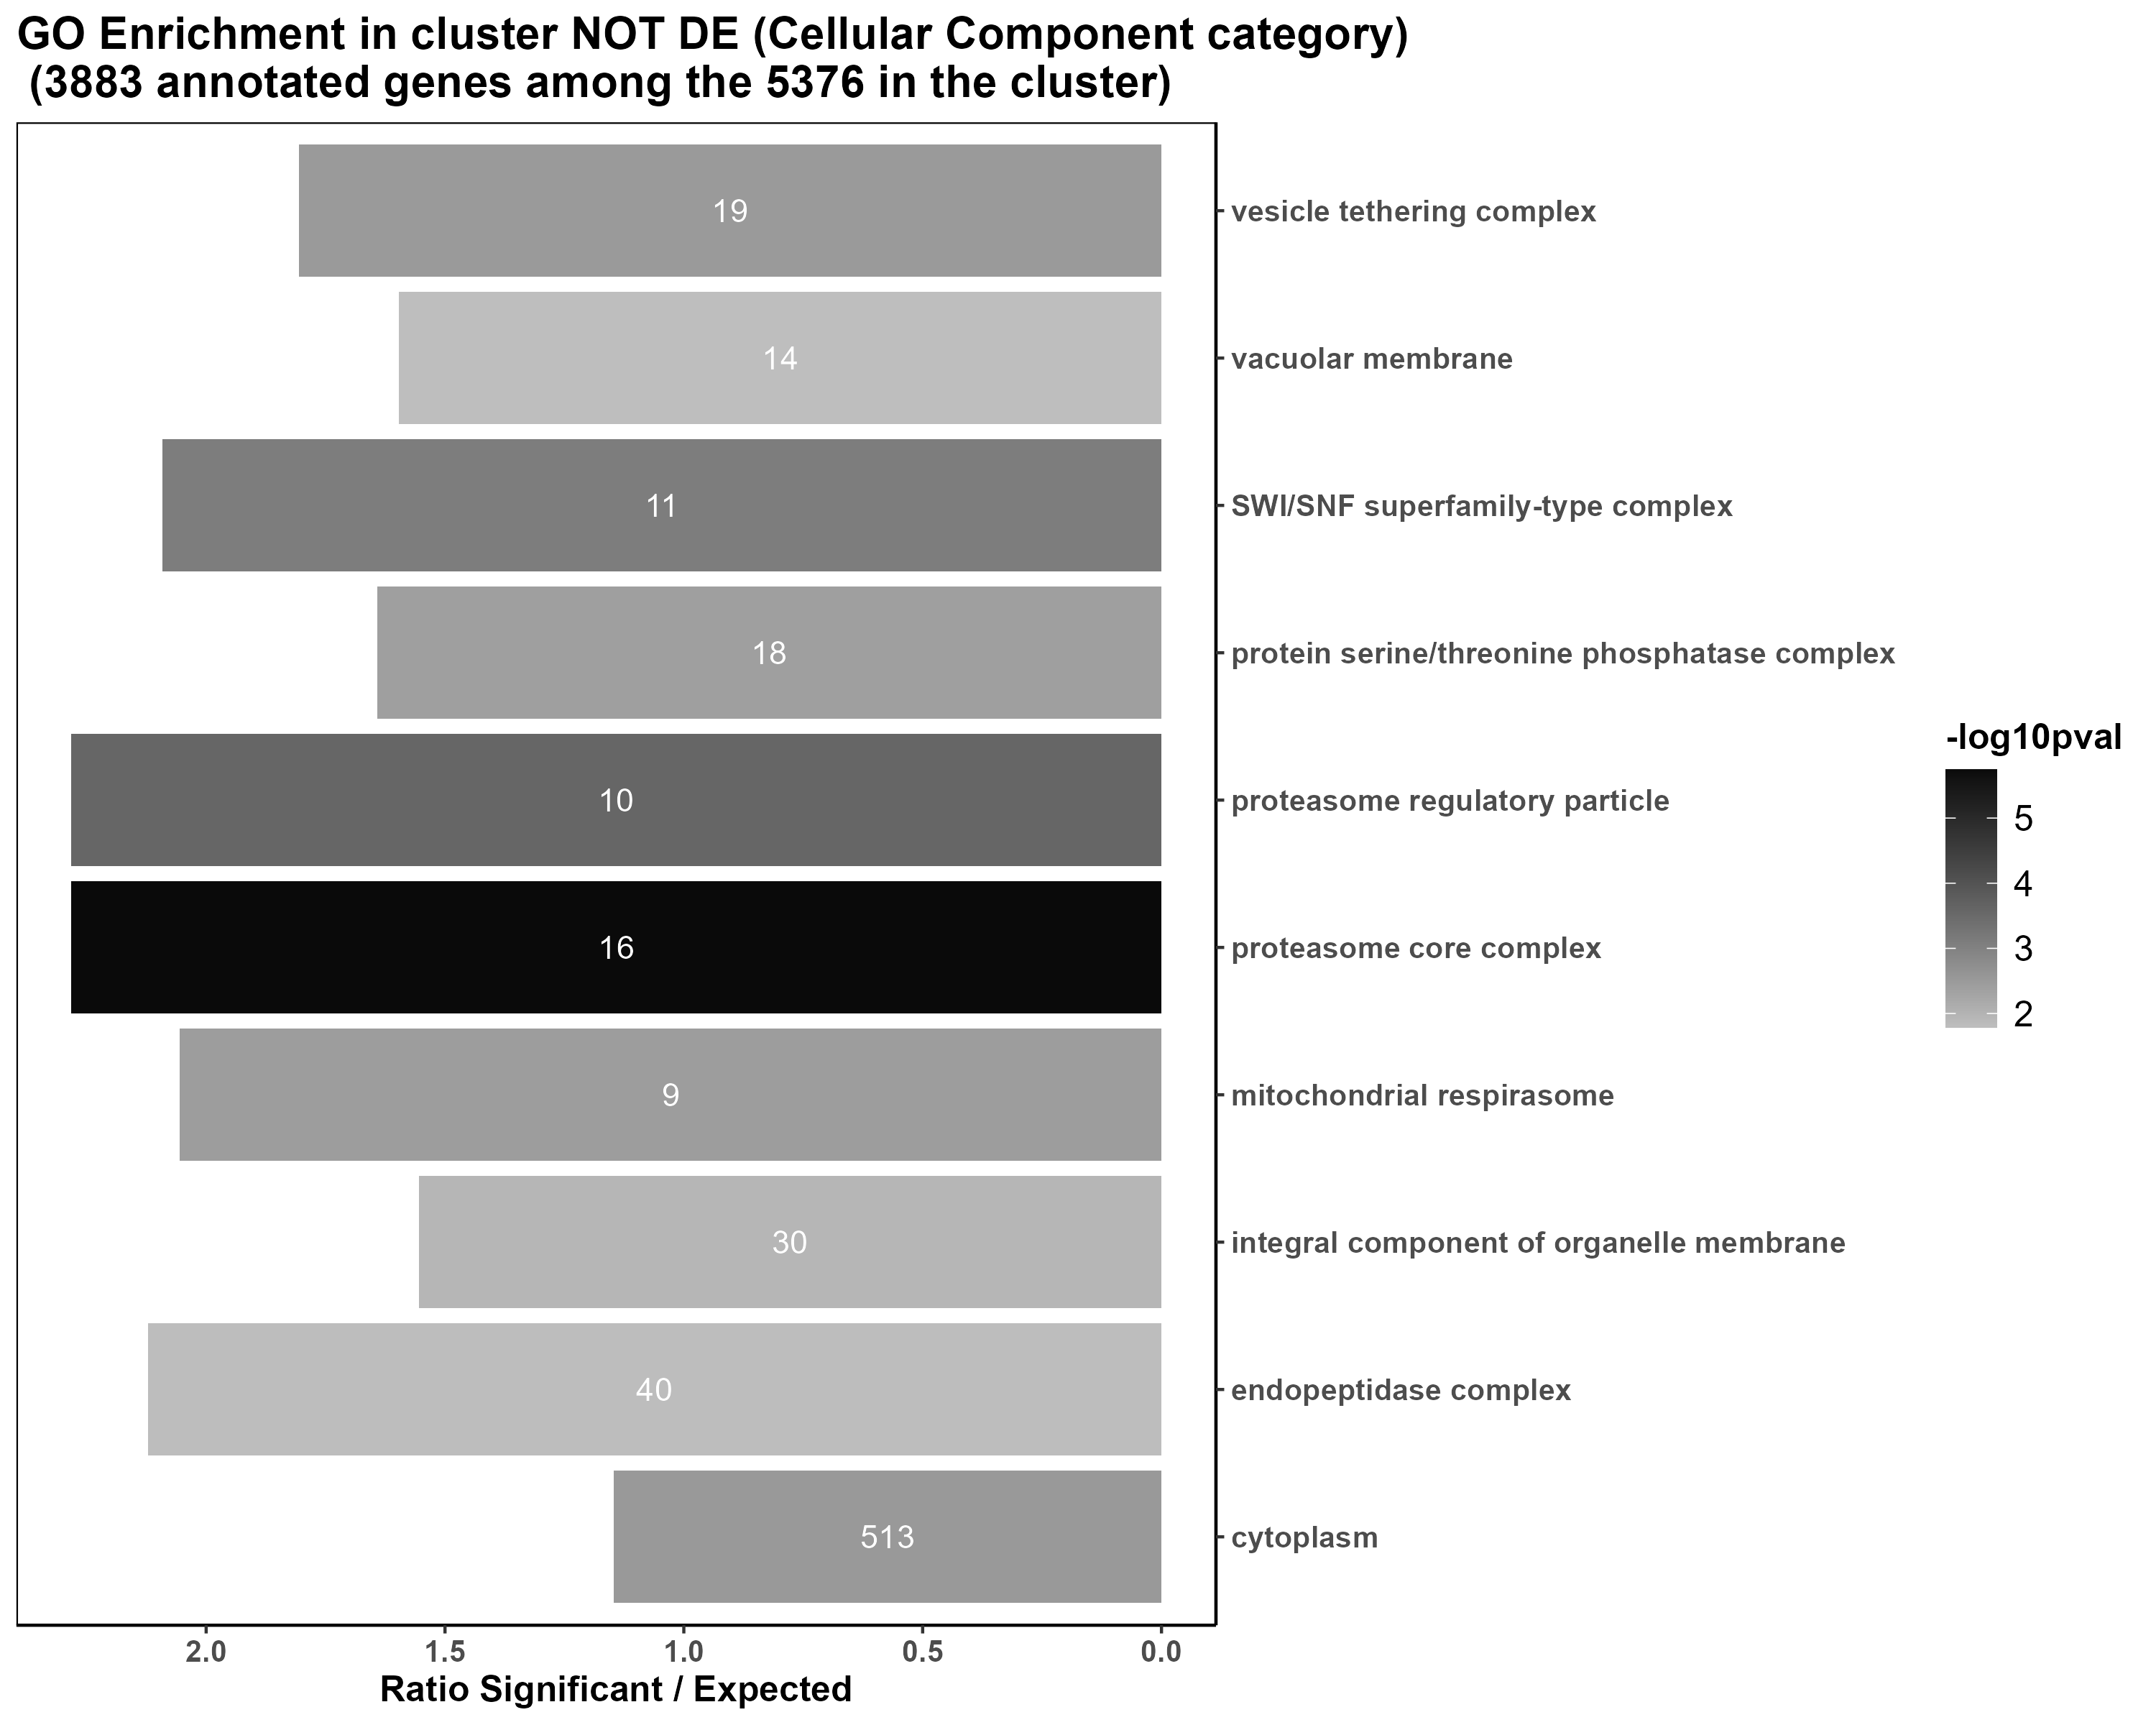 GO Enrichment in cluster NOT DE (Cellular Component category)
(3883 annotated genes among the 5376 in the cluster)
19
vesicle tethering complex
14
vacuolar membrane
11
SWI/SNF superfamily-type complex
18
protein serine/threonine phosphatase complex
10
proteasome regulatory particle
16
proteasome core complex
9
mitochondrial respirasome
30
integral component of organelle membrane
40
endopeptidase complex
513
cytoplasm
2.0 1.5 1.0 0.5 0.0
Ratio Significant / Expected
-log10pval
5
4
3
2